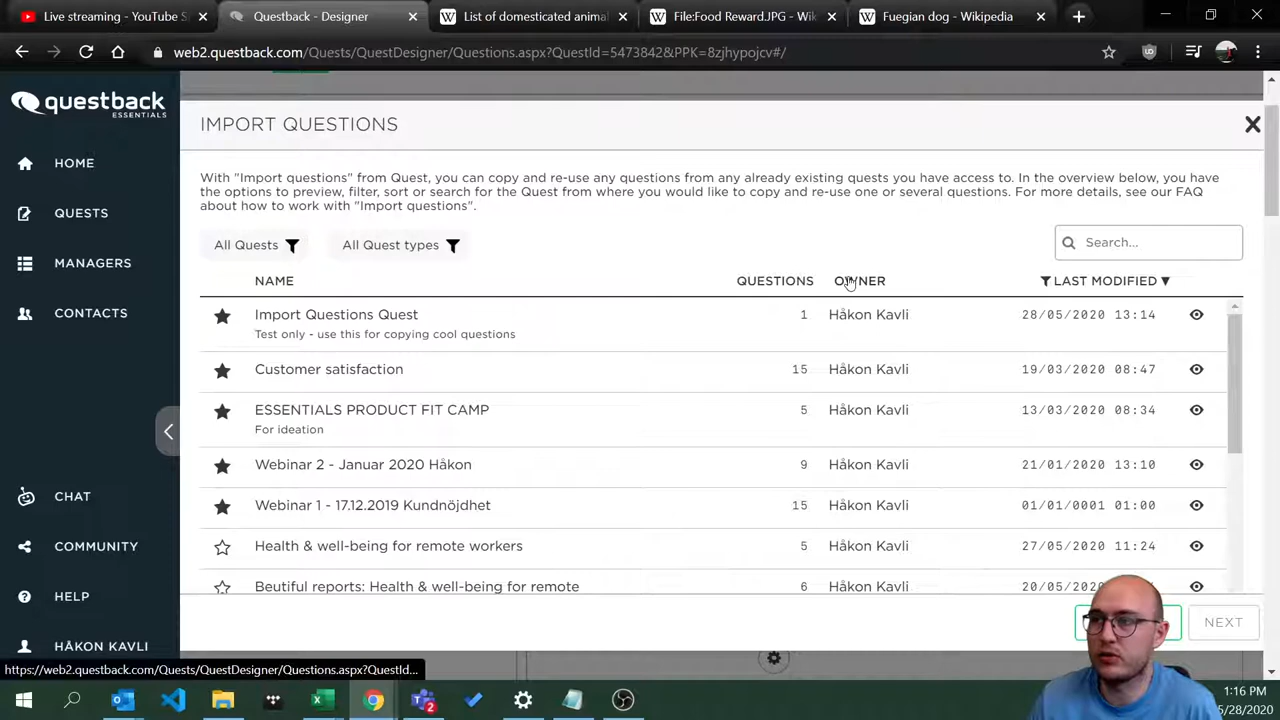 Live streaming - YouTube S
Questback - Designer
List of domesticated animal
File:Food Reward.JPG - Wik
Fuegian dog - Wikipedia
web2.questback.com/Quests/QuestDesigner/Questions.aspx?QuestId=5473842&PPK=8zjhypojcv#/
questback
ESSENTIALS
HOME
QUESTS
MANAGERS
CONTACTS
CHAT
COMMUNITY
HELP
HÅKON KAVLI
IMPORT QUESTIONS
With "Import questions" from Quest, you can copy and re-use any questions from any already existing quests you have access to. In the overview below, you have
the options to preview, filter, sort or search for the Quest from where you would like to copy and re-use one or several questions. For more details, see our FAQ
about how to work with "Import questions".
All Quests
All Quest types
Search...
NAME QUESTIONS OWNER LAST MODIFIED
Import Questions Quest 1 Håkon Kavli 28/05/2020 13:14
Test only - use this for copying cool questions
Customer satisfaction 15 Håkon Kavli 19/03/2020 08:47
ESSENTIALS PRODUCT FIT CAMP 5 Håkon Kavli 13/03/2020 08:34
For ideation
Webinar 2 - Januar 2020 Håkon 9 Håkon Kavli 21/01/2020 13:10
Webinar 1 - 17.12.2019 Kundnöjdhet 15 Håkon Kavli 01/01/0001 01:00
Health & well-being for remote workers 5 Håkon Kavli 27/05/2020 11:24
Beutiful reports: Health & well-being for remote 6 Håkon Kavli 20/05/2020
NEXT
https://web2.questback.com/Quests/QuestDesigner/Questions.aspx?QuestId...
2
1:16 PM
5/28/2020